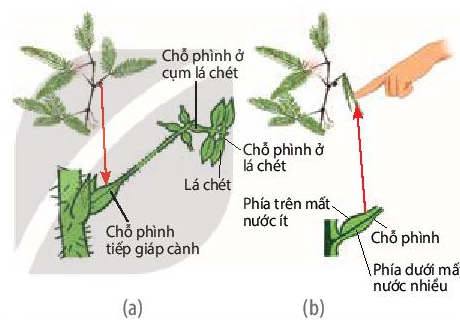 Chỗ phình ở
cụm lá chét
Chỗ phình ở
lá chét
Lá chét
Chỗ phình
tiếp giáp cành
Phía trên mất
nước ít
Chỗ phình
Phía dưới mấ
nước nhiều
(a)
(b)